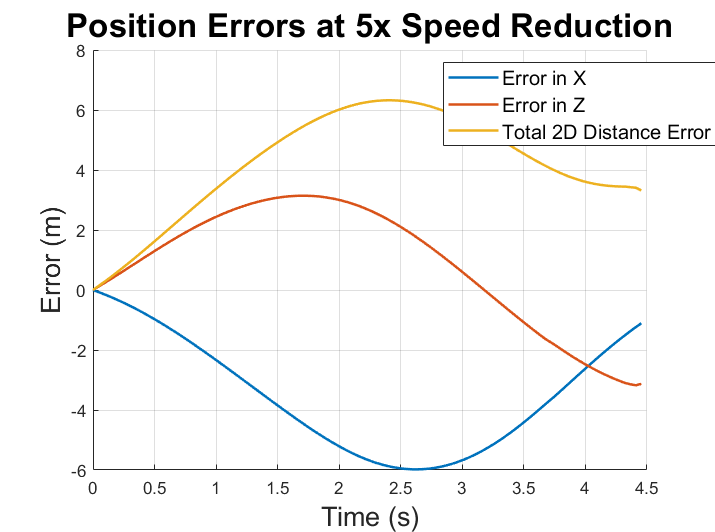 Position Errors at 5x Speed Reduction
Error in X
Error in Z
Total 2D Distance Error
Error (m)
8
6
4
2
0
-2
-4
-6
0 0.5 1 1.5 2 2.5 3 3.5 4 4.5
Time (s)